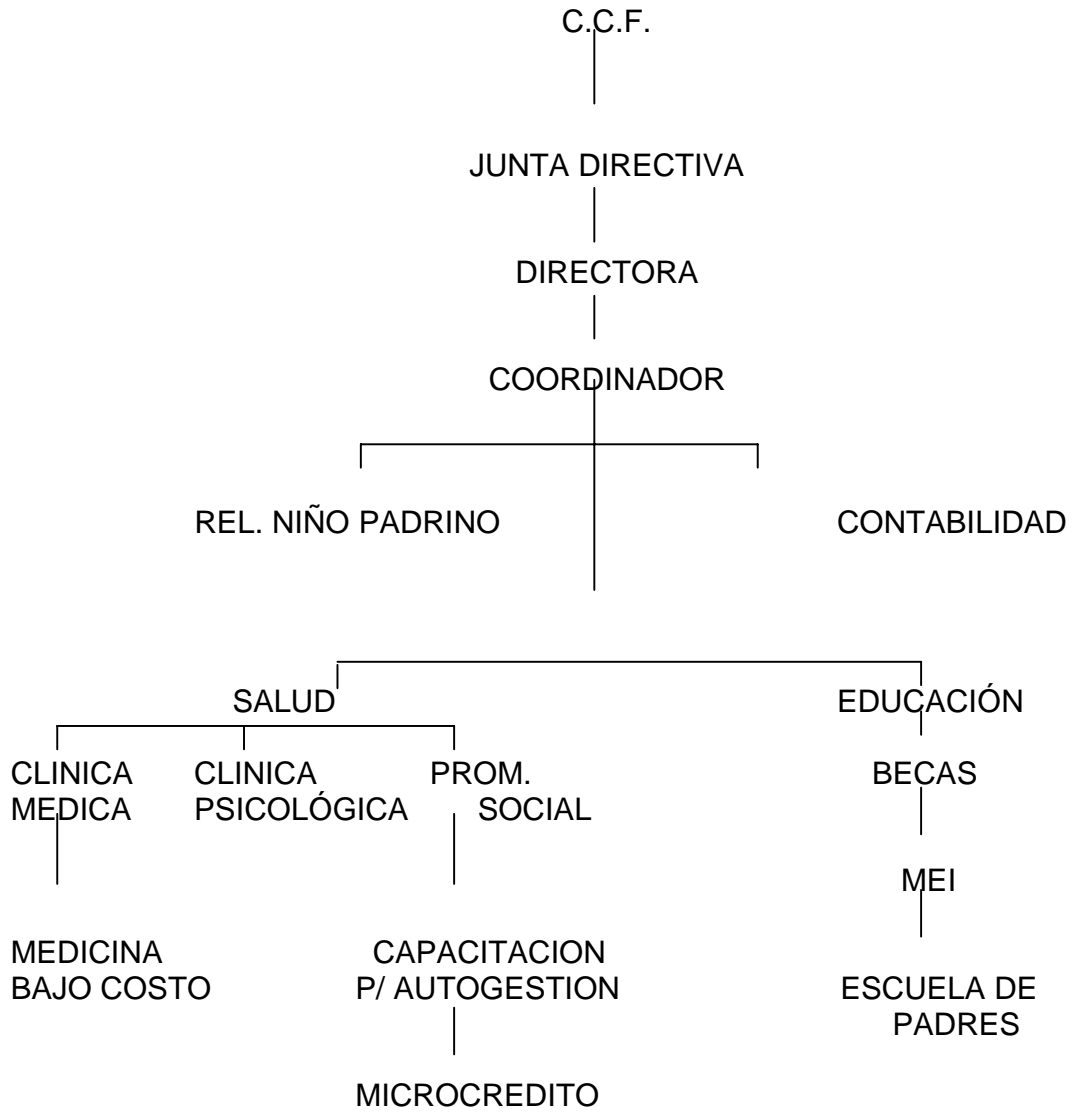 C.C.F.
JUNTA DIRECTIVA
DIRECTORA
COORDINADOR
REL. NIÑO PADRINO CONTABILIDAD
SALUD EDUCACIÓN
CLINICA CLINICA PROM. BECAS
MEDICA PSICOLÓGICA SOCIAL
MEI
MEDICINA CAPACITACION
BAJO COSTO P/ AUTOGESTION ESCUELA DE
PADRES
MICROCREDITO